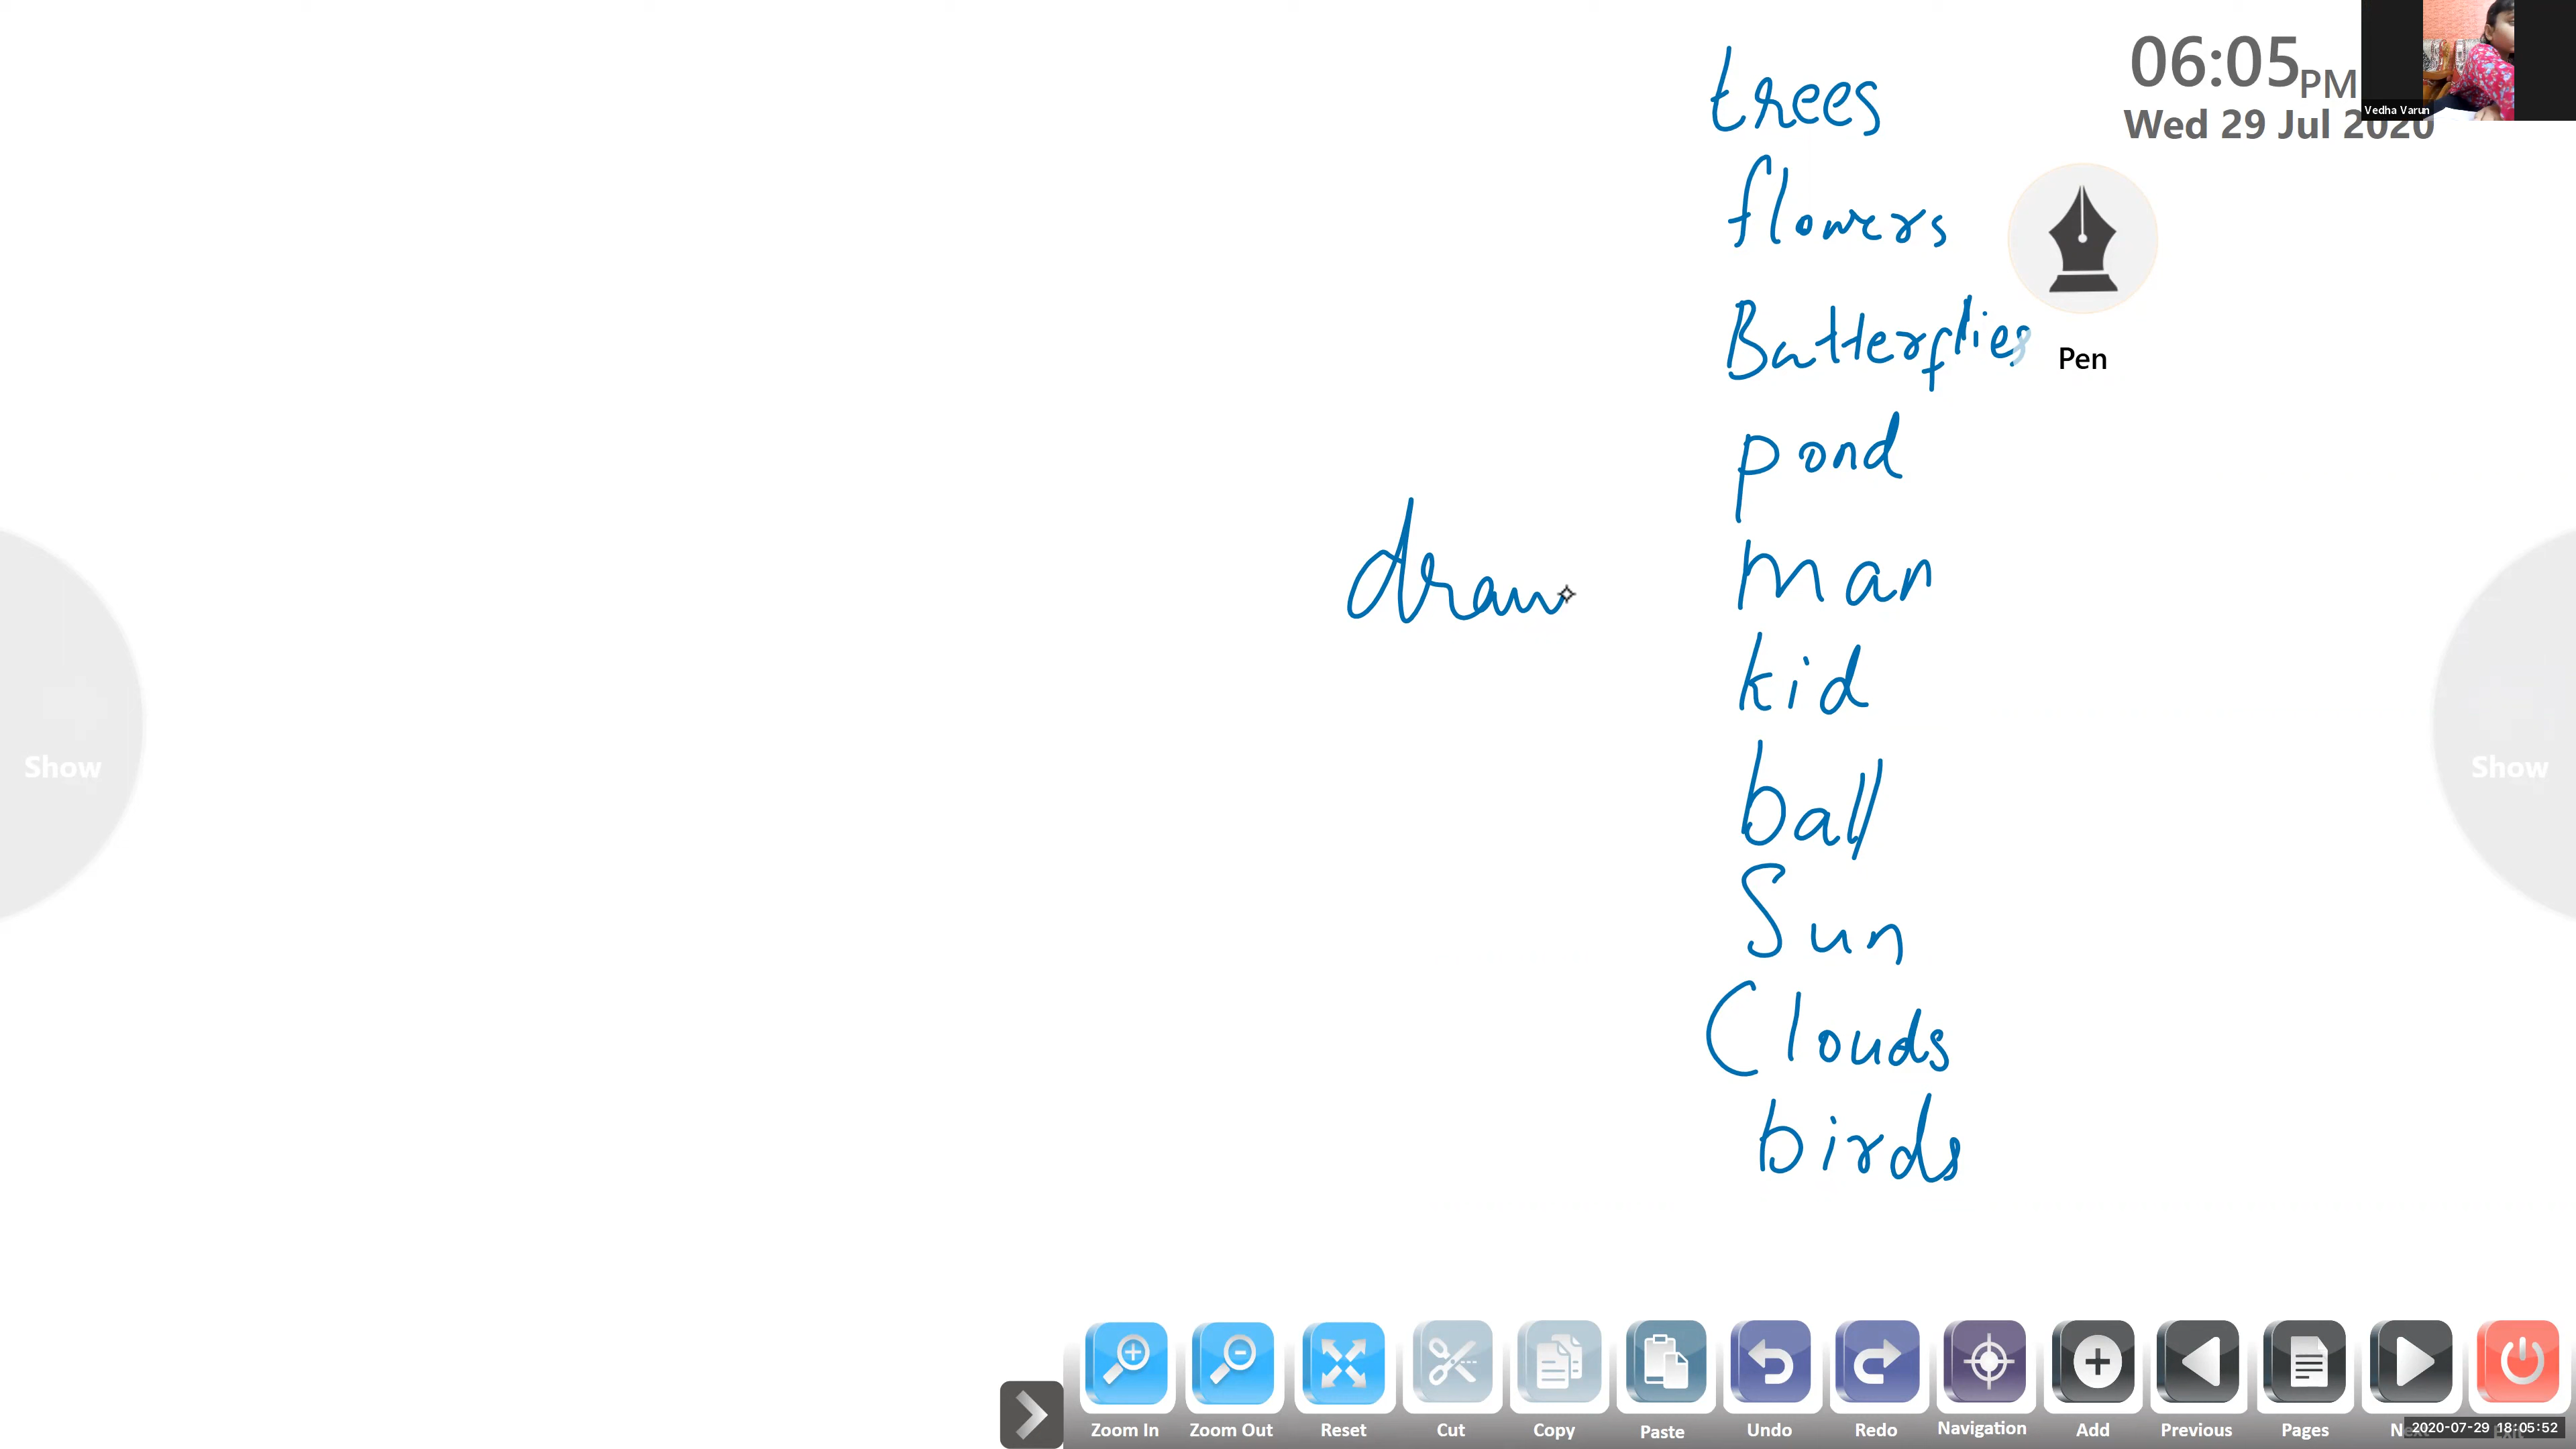 trees
06:05 PM
Vedha Varun
Wed 29 Jul 2020
flowers
Butterflies
Pen
pond
draw
man
kid
Show
Show
ball
Sun
Clouds
birds
Zoom In Zoom Out Reset Cut Copy Paste Undo Redo Navigation Add Previous Pages
2020-07-29 18:05:52